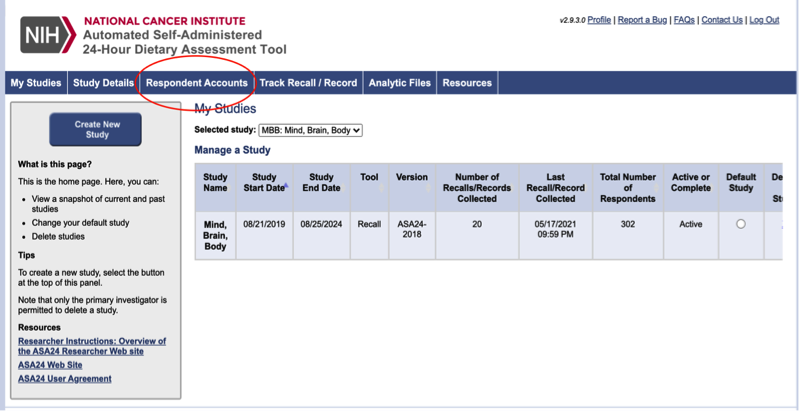 NIH
NATIONAL CANCER INSTITUTE
Automated Self-Administered
24-Hour Dietary Assessment Tool
v2.9.3.0 Profile | Report a Bug | FAQs | Contact Us | Log Out
My Studies Study Details Respondent Accounts Track Recall / Record Analytic Files Resources
Create New
Study
What is this page?
This is the home page. Here, you can:
• View a snapshot of current and past
studies
• Change your default study
• Delete studies
Tips
To create a new study, select the button
at the top of this panel.
Note that only the primary investigator is
permitted to delete a study.
Resources
Researcher Instructions: Overview of
the ASA24 Researcher Web site
ASA24 Web Site
ASA24 User Agreement
My Studies
Selected study: MBB: Mind, Brain, Body
Manage a Study
Study
Name
Study
Start Date
Study
End Date
Tool
Version
Number of
Recalls/Records
Collected
Last
Recall/Record
Collected
Total Number
of
Respondents
Active or
Complete
Default
Study
Mind,
Brain,
Body
08/21/2019
08/25/2024
Recall
ASA24-
2018
20
05/17/2021
09:59 PM
302
Active